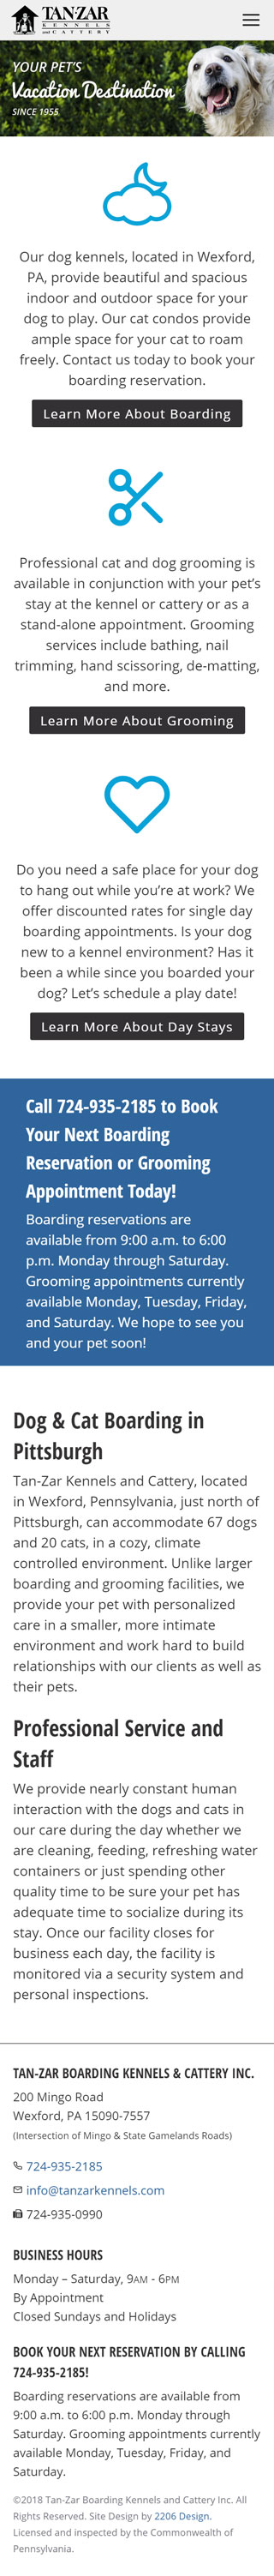 TANZAR
KENNELS
and CATTERY
YOUR PET'S
Vacation Destination
SINCE 1955
Our dog kennels, located in Wexford,
PA, provide beautiful and spacious
indoor and outdoor space for your
dog to play. Our cat condos provide
ample space for your cat to roam
freely. Contact us today to book your
boarding reservation.
Learn More About Boarding
Professional cat and dog grooming is
available in conjunction with your pet's
stay at the kennel or cattery or as a
stand-alone appointment. Grooming
services include bathing, nail
trimming, hand scissoring, de-matting,
and more.
Learn More About Grooming
Do you need a safe place for your dog
to hang out while you're at work? We
offer discounted rates for single day
boarding appointments. Is your dog
new to a kennel environment? Has it
been a while since you boarded your
dog? Let's schedule a play date!
Learn More About Day Stays
Call 724-935-2185 to Book
Your Next Boarding
Reservation or Grooming
Appointment Today!
Boarding reservations are
available from 9:00 a.m. to 6:00
p.m. Monday through Saturday.
Grooming appointments currently
available Monday, Tuesday, Friday,
and Saturday. We hope to see you
and your pet soon!
Dog & Cat Boarding in
Pittsburgh
Tan-Zar Kennels and Cattery, located
in Wexford, Pennsylvania, just north of
Pittsburgh, can accommodate 67 dogs
and 20 cats, in a cozy, climate
controlled environment. Unlike larger
boarding and grooming facilities, we
provide your pet with personalized
care in a smaller, more intimate
environment and work hard to build
relationships with our clients as well as
their pets.
Professional Service and
Staff
We provide nearly constant human
interaction with the dogs and cats in
our care during the day whether we
are cleaning, feeding, refreshing water
containers or just spending other
quality time to be sure your pet has
adequate time to socialize during its
stay. Once our facility closes for
business each day, the facility is
monitored via a security system and
personal inspections.
TAN-ZAR BOARDING KENNELS & CATTERY INC.
200 Mingo Road
Wexford, PA 15090-7557
(Intersection of Mingo & State Gamelands Roads)
724-935-2185
info@tanzarkennels.com
724-935-0990
BUSINESS HOURS
Monday – Saturday, 9AM - 6PM
By Appointment
Closed Sundays and Holidays
BOOK YOUR NEXT RESERVATION BY CALLING
724-935-2185!
Boarding reservations are available from
9:00 a.m. to 6:00 p.m. Monday through
Saturday. Grooming appointments currently
available Monday, Tuesday, Friday, and
Saturday.
©2018 Tan-Zar Boarding Kennels and Cattery Inc. All
Rights Reserved. Site Design by 2206 Design.
Licensed and inspected by the Commonwealth of
Pennsylvania.